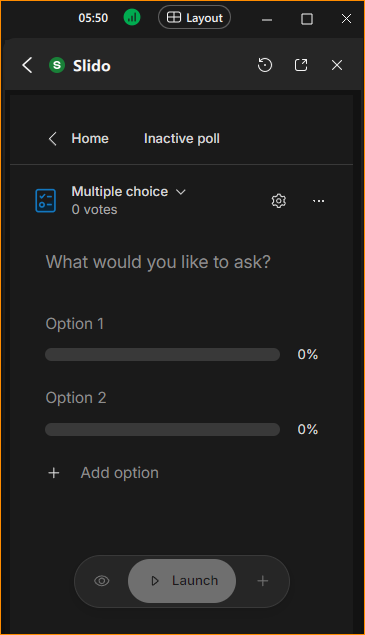 05:50 Layout
S Slido
Home Inactive poll
Multiple choice
0 votes
What would you like to ask?
Option 1
0%
Option 2
0%
+ Add option
Launch +